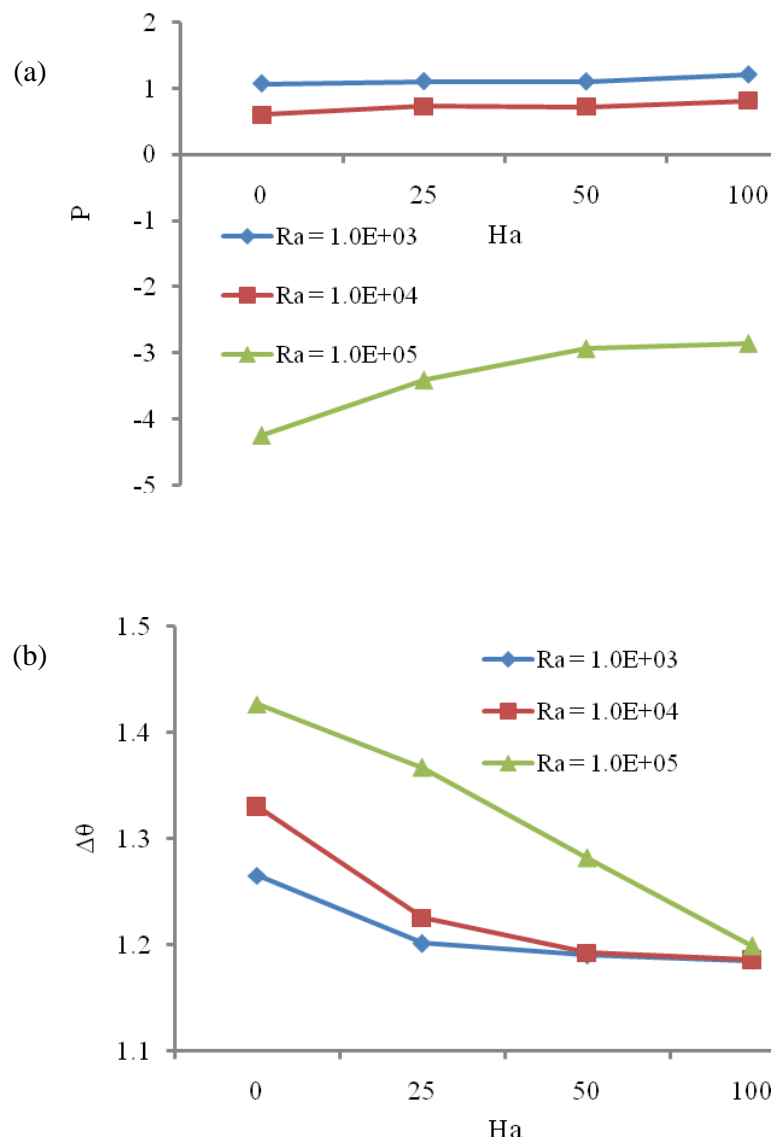 (a)
2
1
0
-1
-2
-3
-4
-5
P
0 25 50 100
Ha
Ra = 1.0E+03
Ra = 1.0E+04
Ra = 1.0E+05
(b)
1.5
1.4
1.3
1.2
1.1
Δθ
Ra = 1.0E+03
Ra = 1.0E+04
Ra = 1.0E+05
0 25 50 100
Ha